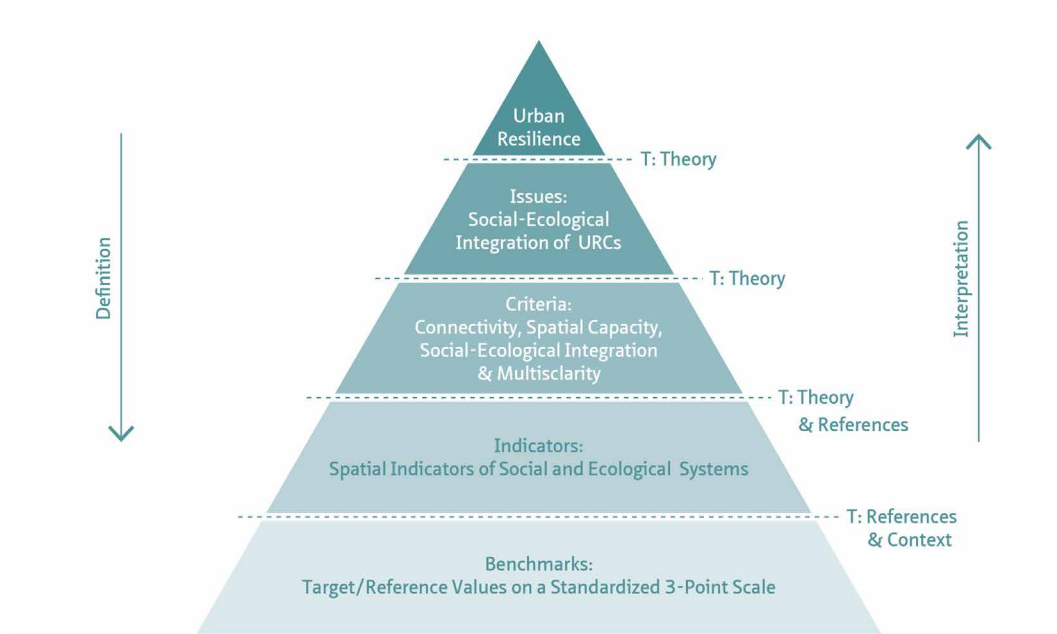 Urban
Resilience
T: Theory
Issues:
Social-Ecological
Integration of URCs
T: Theory
Definition
Interpretation
Criteria:
Connectivity, Spatial Capacity,
Social-Ecological Integration
& Multisclarity
T: Theory
& References
Indicators:
Spatial Indicators of Social and Ecological Systems
T: References
& Context
Benchmarks:
Target/Reference Values on a Standardized 3-Point Scale